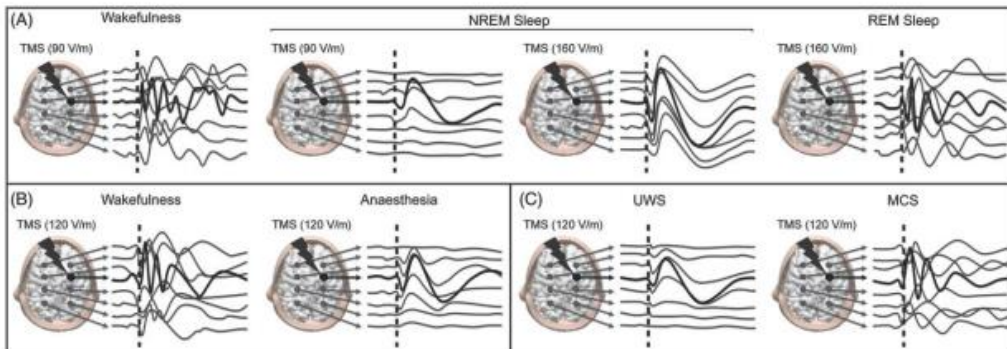 (A) Wakefulness NREM Sleep REM Sleep
TMS (90 V/m) TMS (90 V/m) TMS (160 V/m) TMS (160 V/m)
(B) Wakefulness Anaesthesia (C) UWS MCS
TMS (120 V/m) TMS (120 V/m) TMS (120 V/m) TMS (120 V/m)